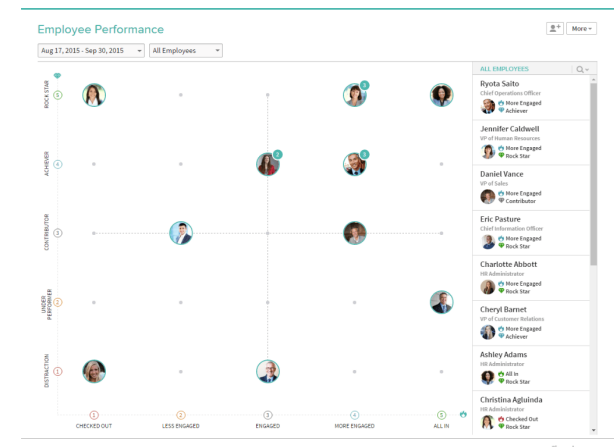 Employee Performance
More
Aug 17, 2015 - Sep 30, 2015
All Employees
ROCK STAR
5
ACHIEVER
4
3
5
CONTRIBUTOR
3
UNDER
PERFORMER
2
DISTRACTION
1
1
2
3
4
5
CHECKED OUT
LESS ENGAGED
ENGAGED
MORE ENGAGED
ALL IN
ALL EMPLOYEES
Ryota Saito
Chief Operations Officer
More Engaged
Achiever
Jennifer Caldwell
VP of Human Resources
More Engaged
Rock Star
Daniel Vance
VP of Sales
More Engaged
Contributor
Eric Pasture
Chief Information Officer
More Engaged
Rock Star
Charlotte Abbott
HR Administrator
More Engaged
Rock Star
Cheryl Barnet
VP of Customer Relations
More Engaged
Achiever
Ashley Adams
HR Administrator
All In
Rock Star
Christina Agluinda
HR Administrator
Checked Out
Rock Star